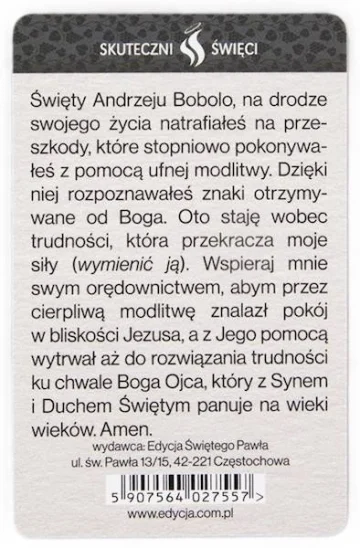 SKUTECZNI ŚWIĘCI
Święty Andrzeju Bobolo, na drodze
swojego życia natrafiałeś na prze-
szkody, które stopniowo pokonywa-
łeś z pomocą ufnej modlitwy. Dzięki
niej rozpoznawałeś znaki otrzymy-
wane od Boga. Oto staję wobec
trudności, która przekracza moje
siły (wymienić ją). Wspieraj mnie
swym orędownictwem, abym przez
cierpliwą modlitwę znalazł pokój
w bliskości Jezusa, a z Jego pomocą
wytrwał aż do rozwiązania trudności
ku chwale Boga Ojca, który z Synem
i Duchem Świętym panuje na wieki
wieków. Amen.
wydawca: Edycja Świętego Pawła
ul. św. Pawła 13/15, 42-221 Częstochowa
5907564027557>
www.edycja.com.pl